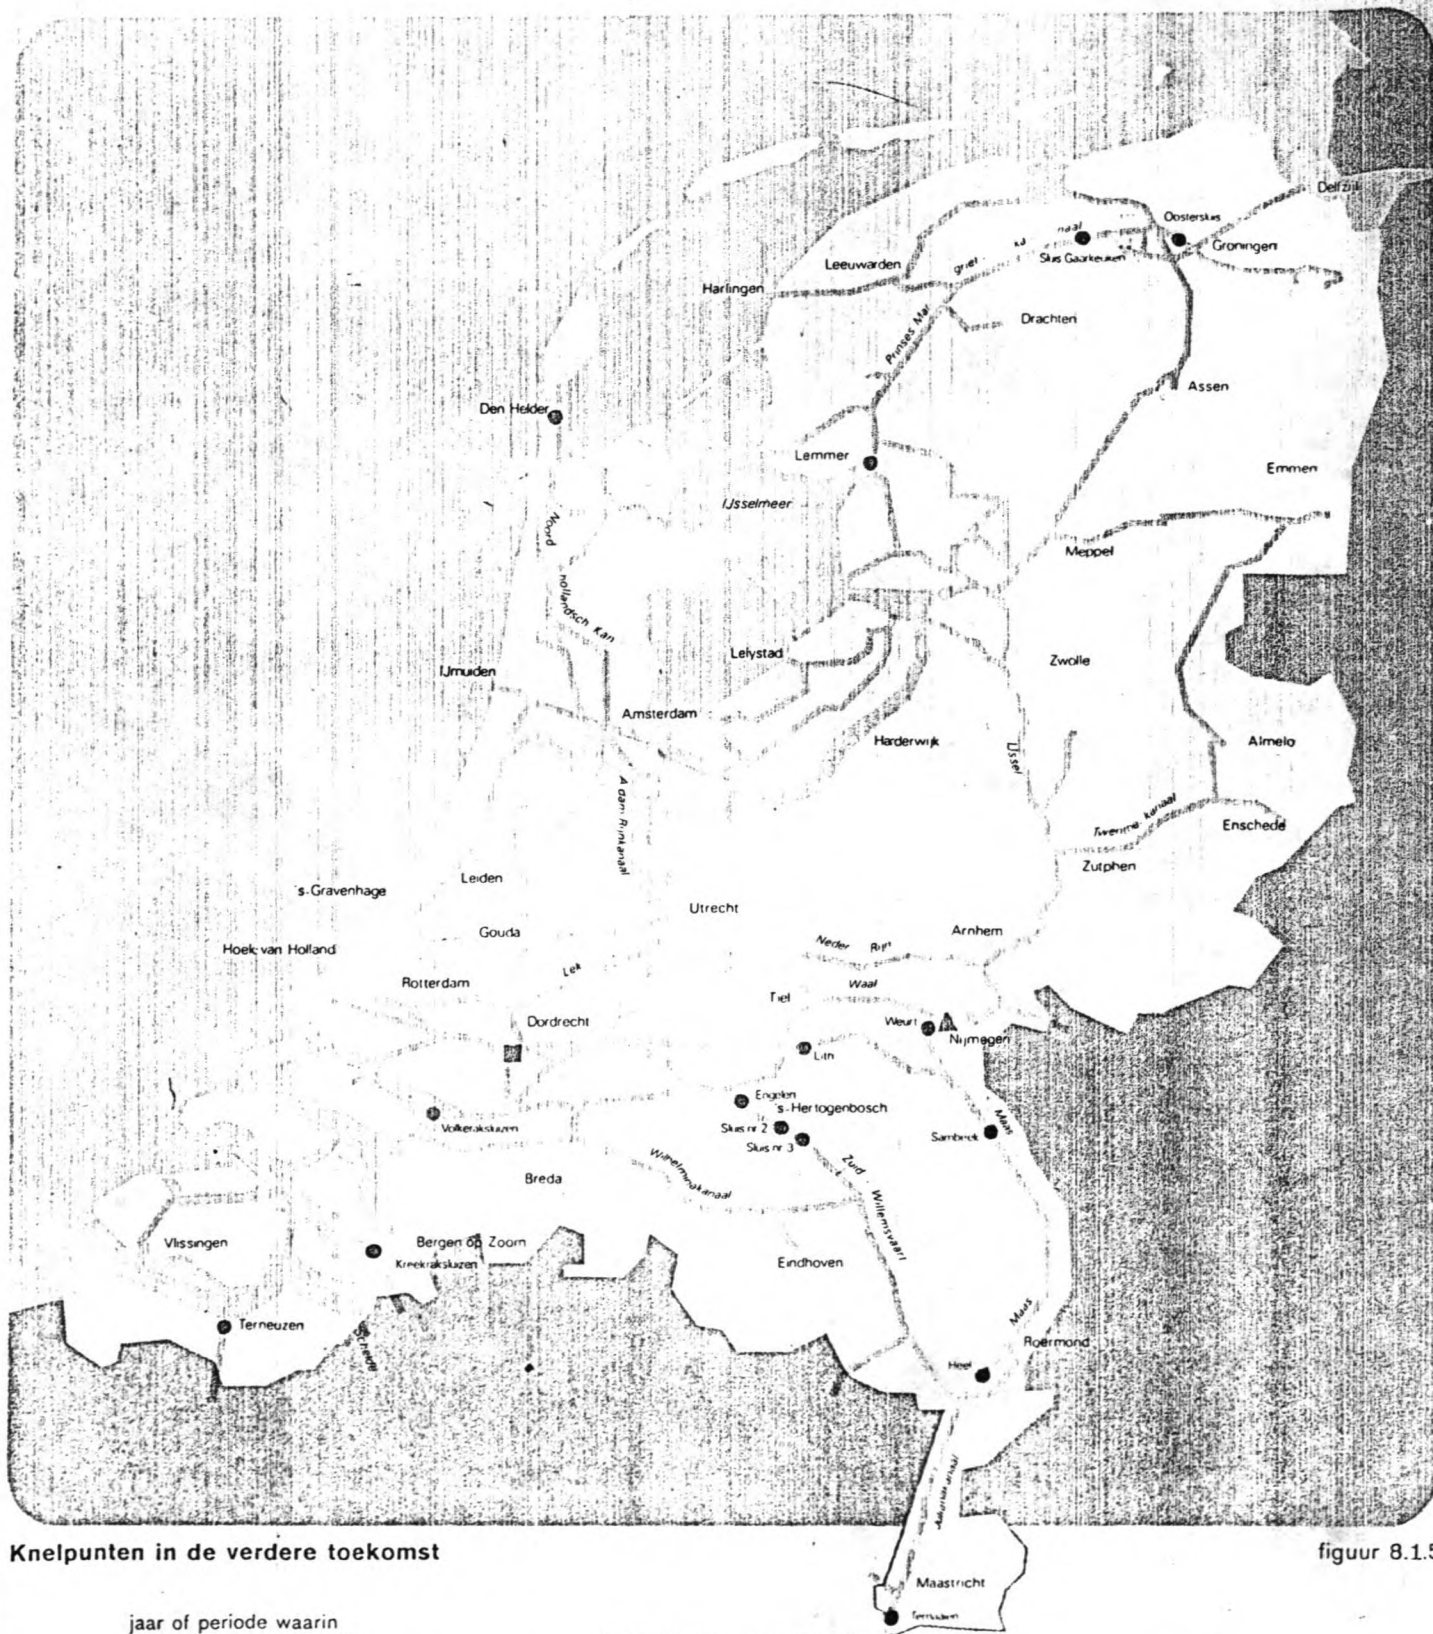 Delfzijl
Oostersluis
Groningen
Sluis Gaarkeuken
Leeuwarden
Harlingen
Prinses Mar griet ka naal
Drachten
Assen
Den Helder
Lemmer
Emmen
IJsselmeer
Noord hollandsch Kan
Meppel
Lelystad
Zwolle
IJmuiden
Amsterdam
Harderwijk
IJssel
Almelo
A'dam-Rijnkanaal
Twenthe-kanaal
Enschede
Zutphen
Leiden
's-Gravenhage
Utrecht
Gouda
Arnhem
Hoek van Holland
Neder Rijn
Lek
Rotterdam
Waal
Tiel
Dordrecht
Weurt
Nijmegen
Lith
Engelen
's-Hertogenbosch
Volkeraksluizen
Sluis nr 2
Sluis nr 3
Maas
Sambeek
Zuid Willemsvaart
Wilhelminakanaal
Breda
Vlissingen
Bergen op Zoom
Kreekraksluizen
Eindhoven
Terneuzen
Schelde
Maas
Roermond
Heel
Knelpunten in de verdere toekomst
figuur 8.1.5
Maastricht
Ternaaien
jaar of periode waarin